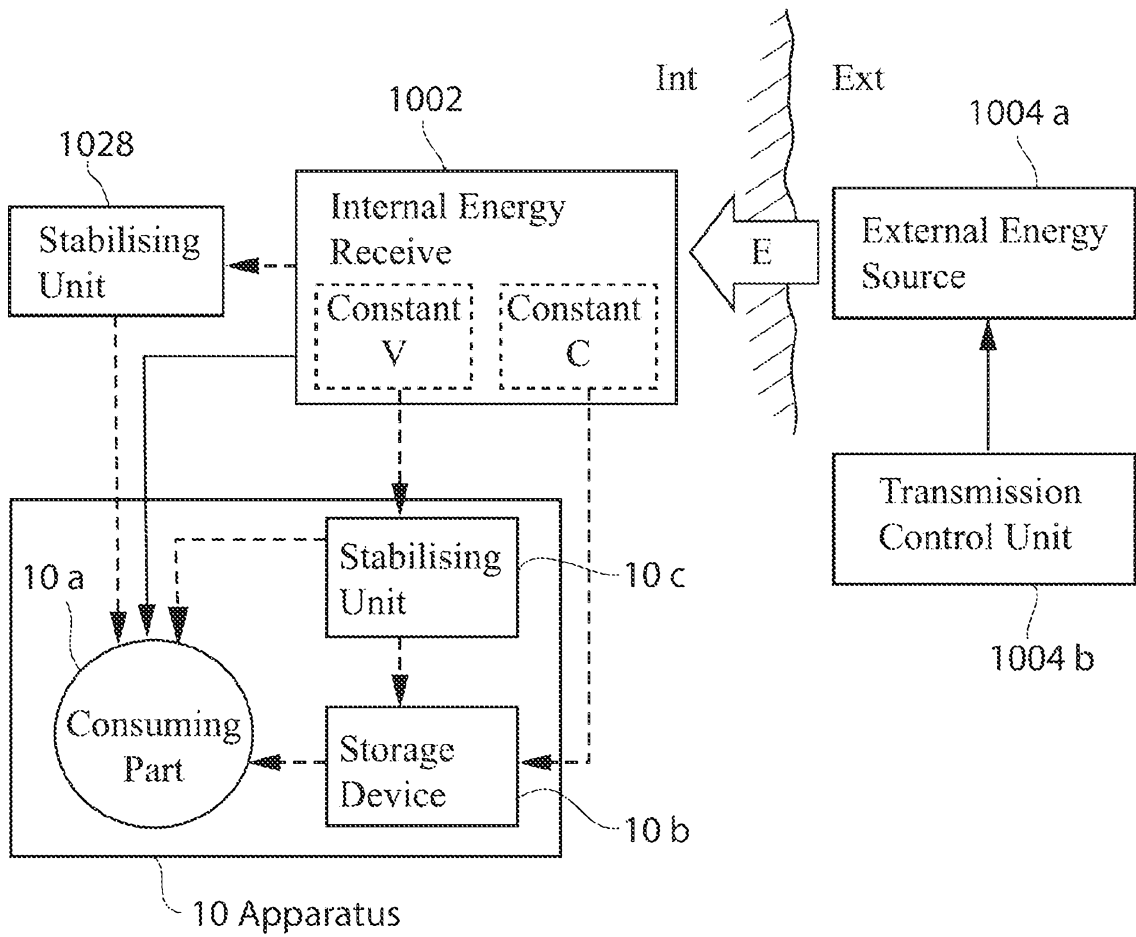 Int
Ext
1002
1004 a
1028
Internal Energy
Receive
Stabilising
Unit
E
External Energy
Source
Constant
V
Constant
C
Transmission
Control Unit
Stabilising
Unit
10 c
10 a
1004 b
Consuming
Part
Storage
Device
10 b
10 Apparatus